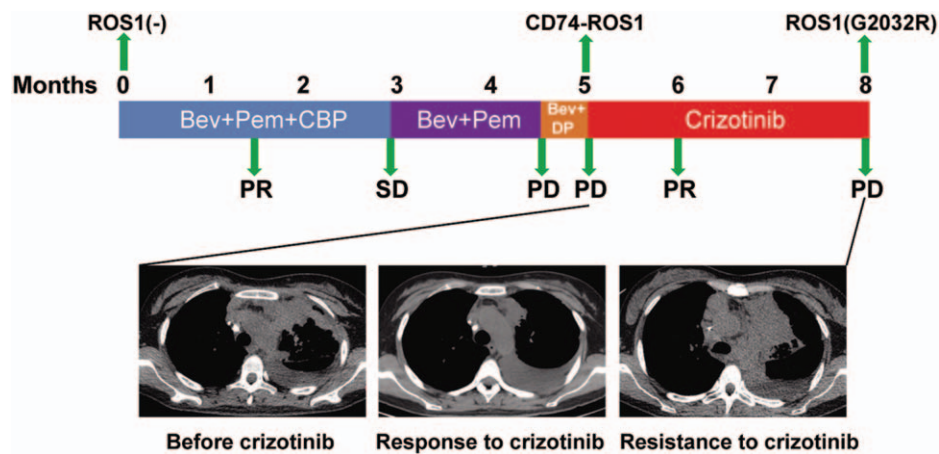 ROS1(-) CD74-ROS1 ROS1(G2032R)
Months 0 1 2 3 4 5 6 7 8
Bev+Pem+CBP Bev+Pem Bev+ DP Crizotinib
PR SD PD PD PR PD
Before crizotinib Response to crizotinib Resistance to crizotinib